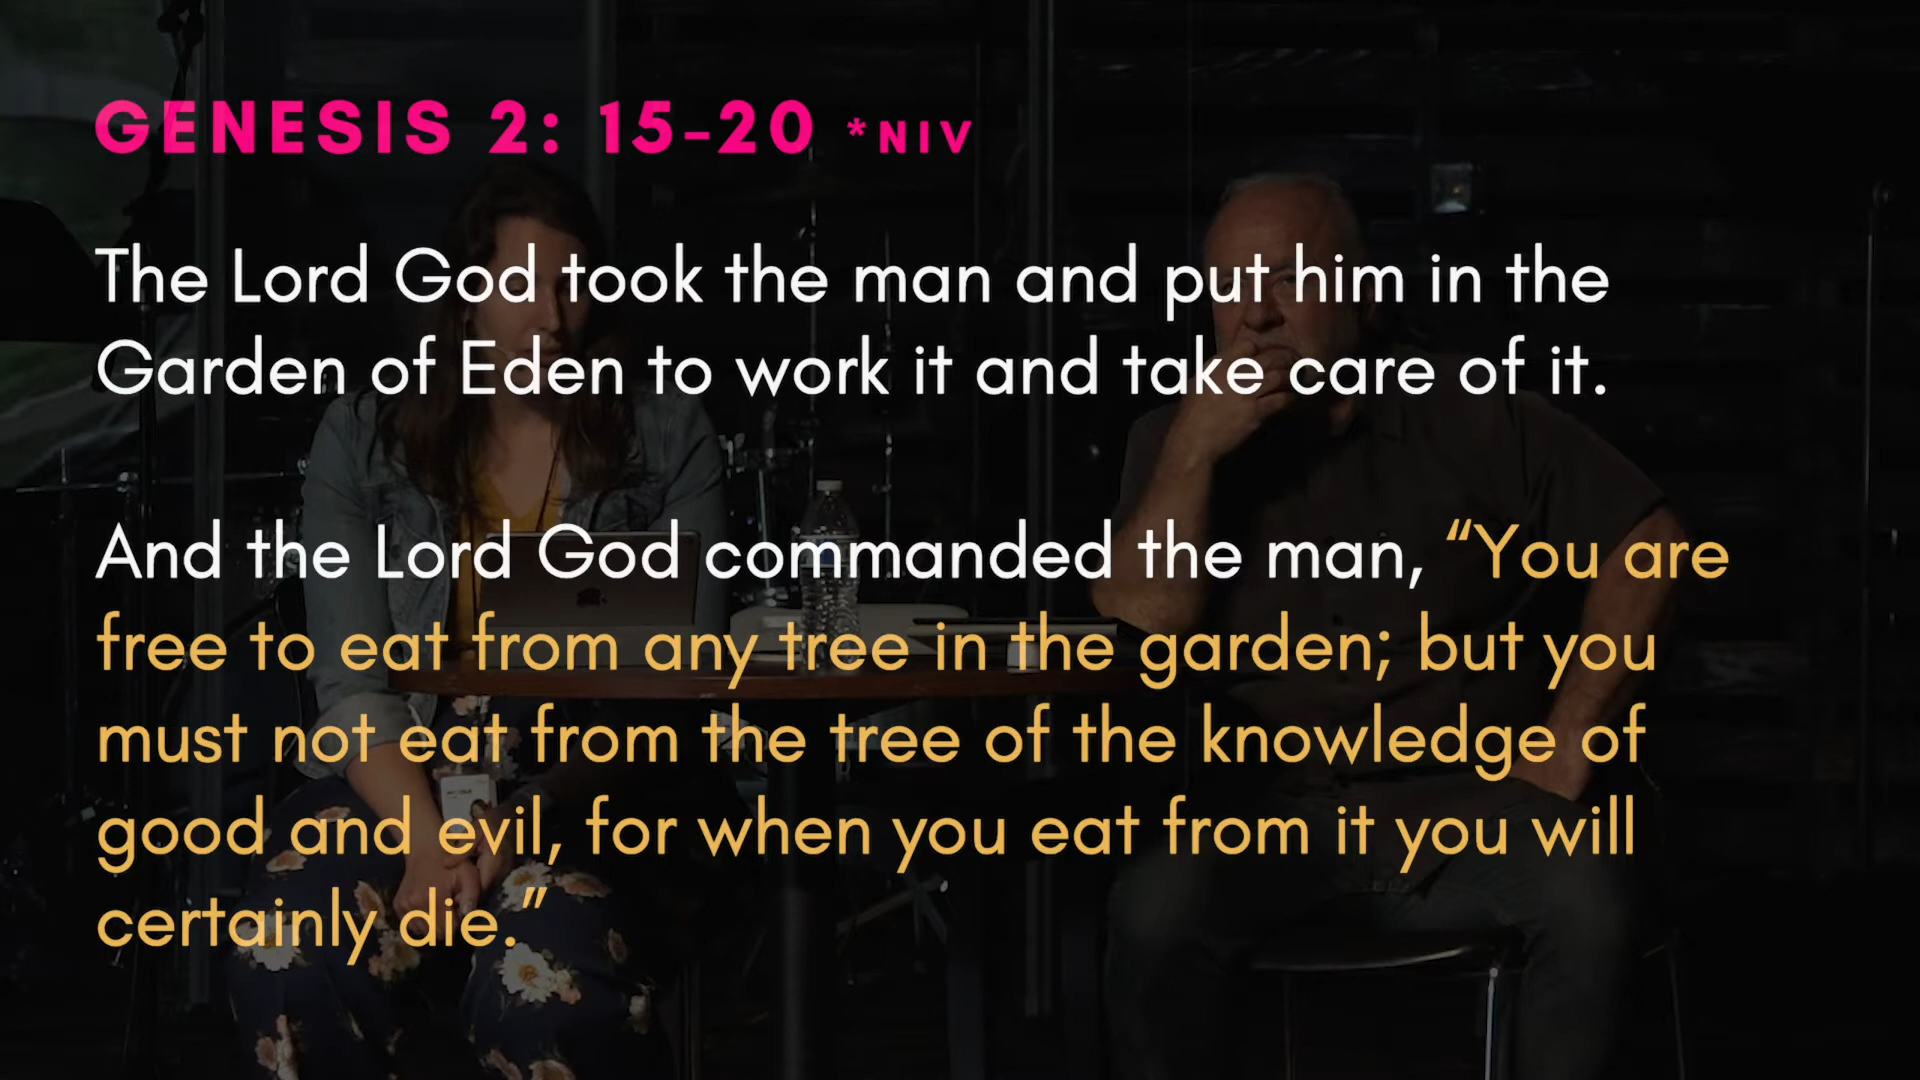 GENESIS 2: 15-20 *NIV
The Lord God took the man and put him in the
Garden of Eden to work it and take care of it.
And the Lord God commanded the man, “You are
free to eat from any tree in the garden; but you
must not eat from the tree of the knowledge of
good and evil, for when you eat from it you will
certainly die.”